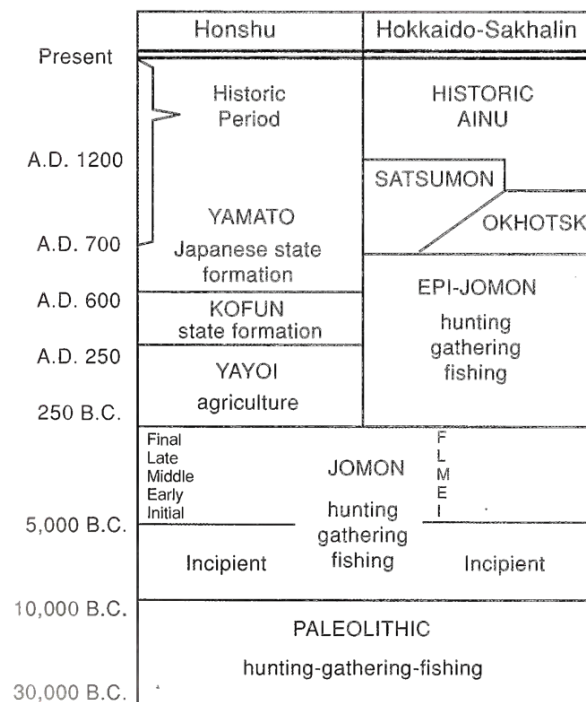 Honshu
Hokkaido-Sakhalin
Present
Historic
Period
HISTORIC
AINU
A.D. 1200
SATSUMON
YAMATO
OKHOTSK
A.D. 700
Japanese state
formation
A.D. 600
EPI-JOMON
KOFUN
state formation
hunting
gathering
fishing
A.D. 250
YAYOI
agriculture
250 B.C.
Final
Late
Middle
Early
Initial
F
L
M
E
I
JOMON
hunting
gathering
fishing
5,000 B.C.
Incipient
Incipient
10,000 B.C.
PALEOLITHIC
hunting-gathering-fishing
30,000 B.C.